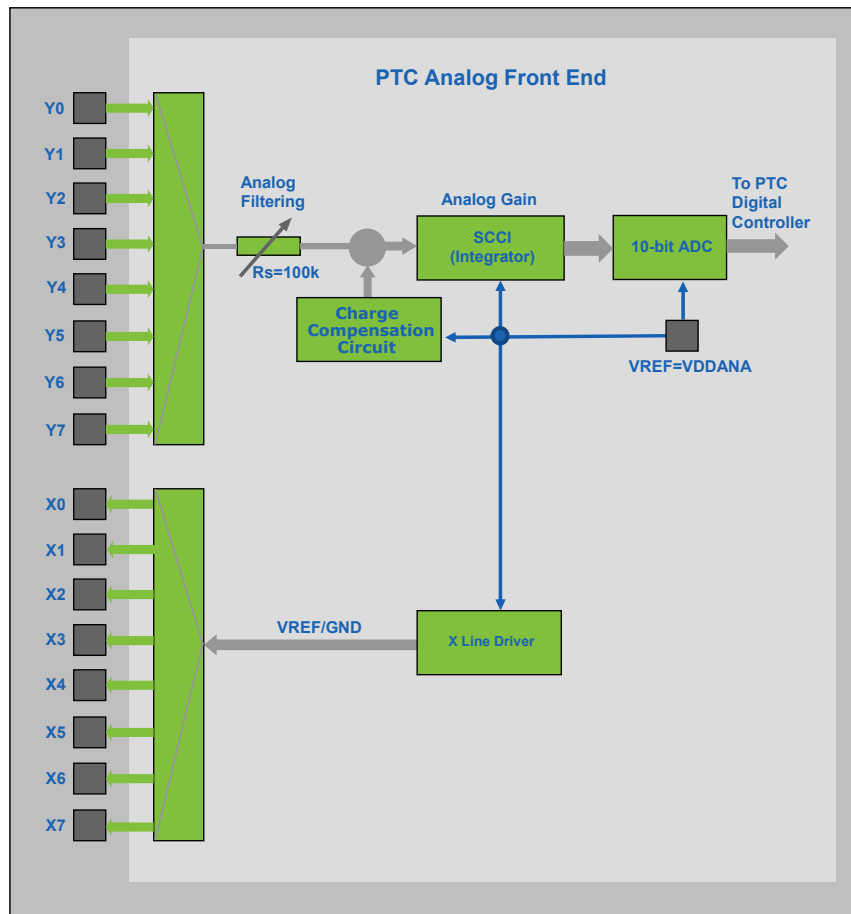 PTC Analog Front End
Y0
Y1
Y2
Y3
Y4
Y5
Y6
Y7
Analog
Filtering
Rs=100k
Analog Gain
SCCI
(Integrator)
10-bit ADC
To PTC
Digital
Controller
Charge
Compensation
Circuit
VREF=VDDANA
X0
X1
X2
X3
X4
X5
X6
X7
VREF/GND
X Line Driver